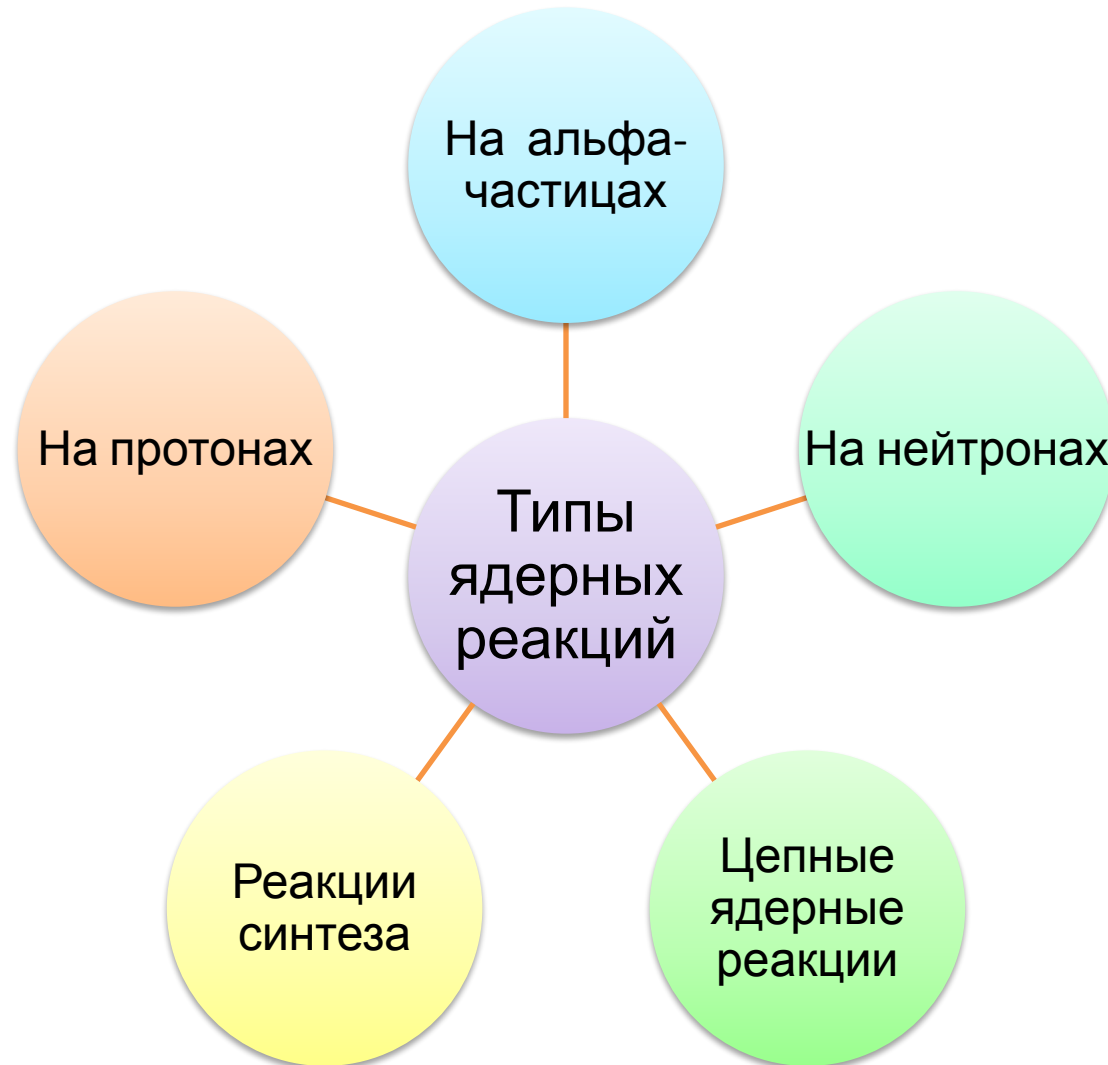 На альфа-
частицах
На протонах
На нейтронах
Типы
ядерных
реакций
Реакции
синтеза
Цепные
ядерные
реакции